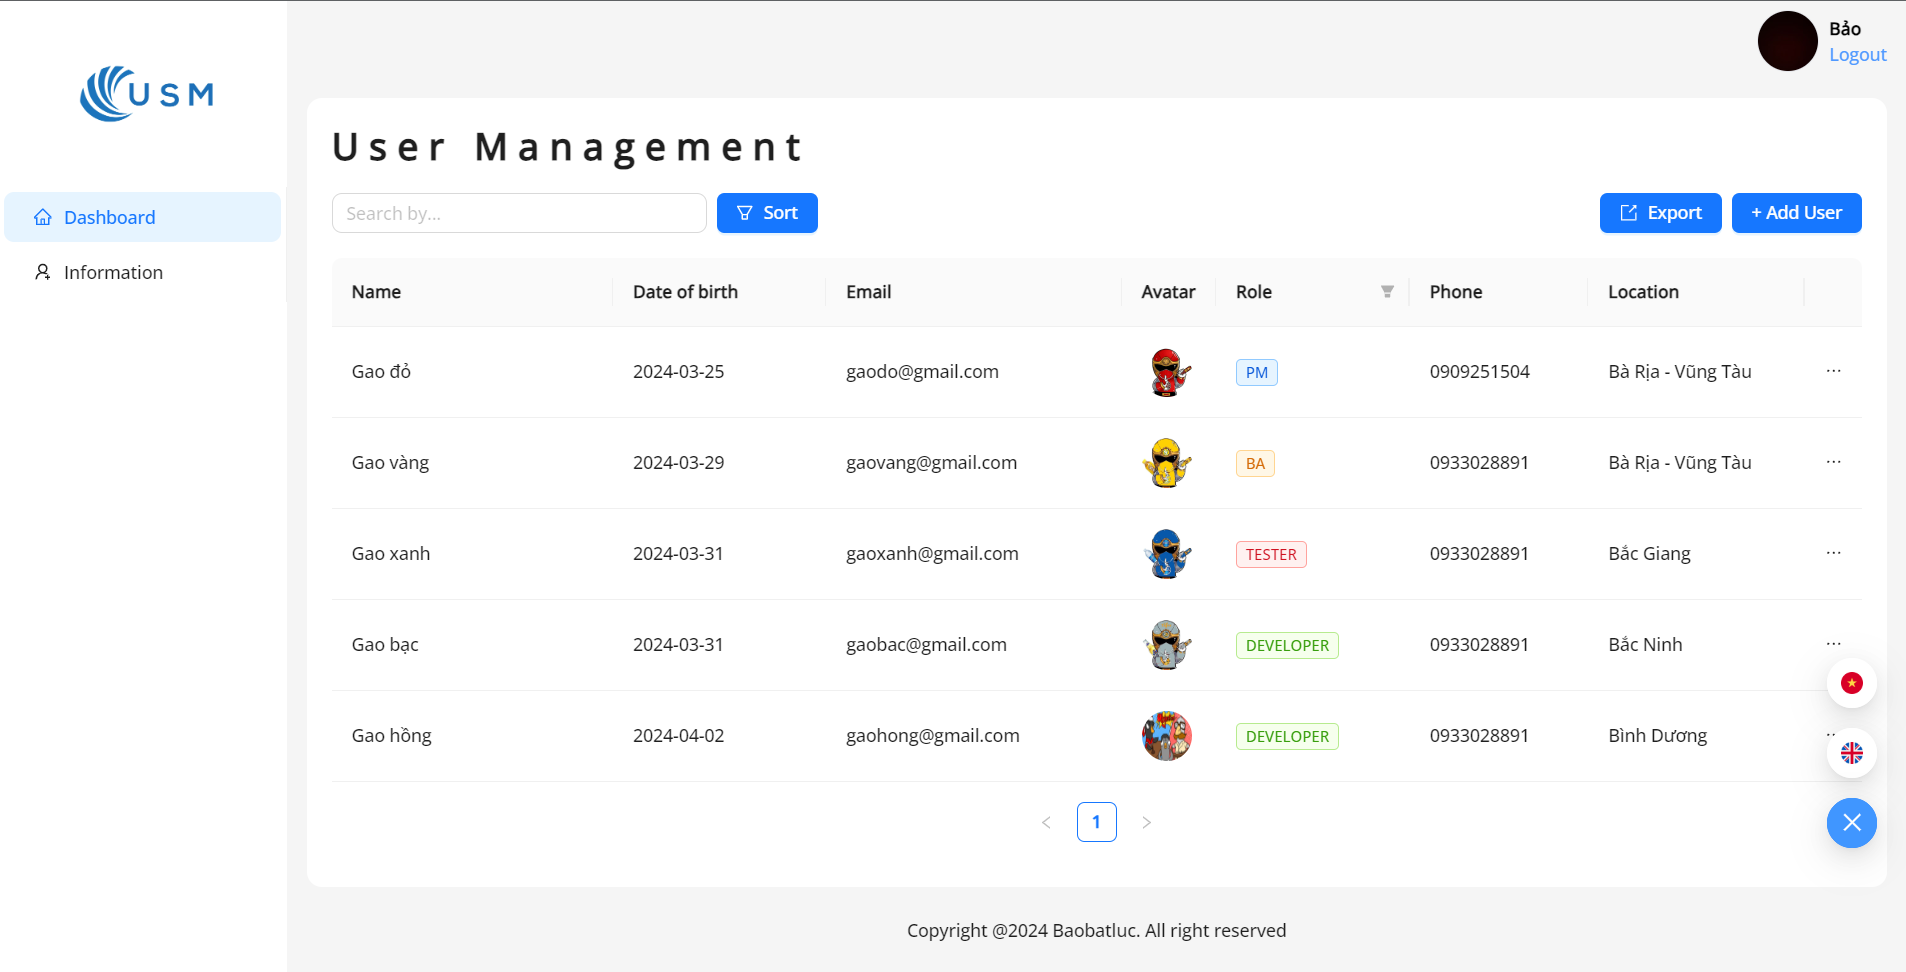 Bảo
Logout
USM
Dashboard
Information
User Management
Search by...
Sort
Export
+ Add User
Name Date of birth Email Avatar Role Phone Location
Gao đỏ 2024-03-25 gaodo@gmail.com PM 0909251504 Bà Rịa - Vũng Tàu ...
Gao vàng 2024-03-29 gaovang@gmail.com BA 0933028891 Bà Rịa - Vũng Tàu ...
Gao xanh 2024-03-31 gaoxanh@gmail.com TESTER 0933028891 Bắc Giang ...
Gao bạc 2024-03-31 gaobac@gmail.com DEVELOPER 0933028891 Bắc Ninh ...
Gao hồng 2024-04-02 gaohong@gmail.com DEVELOPER 0933028891 Bình Dương
< 1 >
Copyright @2024 Baobatluc. All right reserved